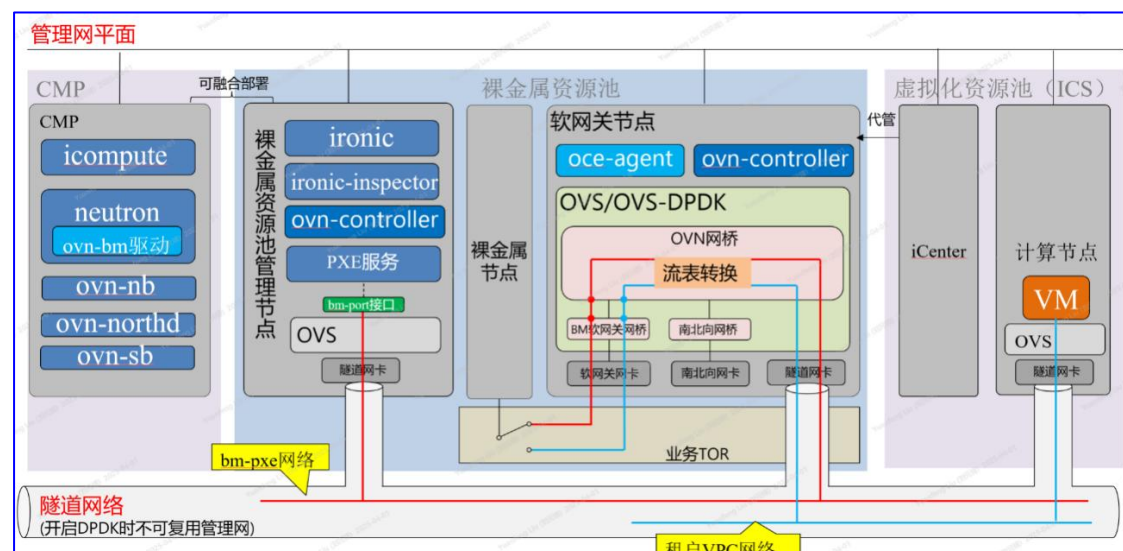 管理网平面
CMP
可融合部署
裸金属资源池
虚拟化资源池（ICS）
CMP
icompute
neutron
ovn-bm驱动
ovn-nb
ovn-northd
ovn-sb
裸金属资源池管理节点
ironic
ironic-inspector
ovn-controller
PXE服务
bm-port接口
OVS
隧道网卡
裸金属
节点
软网关节点
oce-agent
ovn-controller
OVS/OVS-DPDK
OVN网桥
流表转换
BM软网关网桥
南北向网桥
软网关网卡
南北向网卡
隧道网卡
代管
iCenter
计算节点
VM
OVS
隧道网卡
业务TOR
bm-pxe网络
隧道网络
(开启DPDK时不可复用管理网)
租户VPC网络